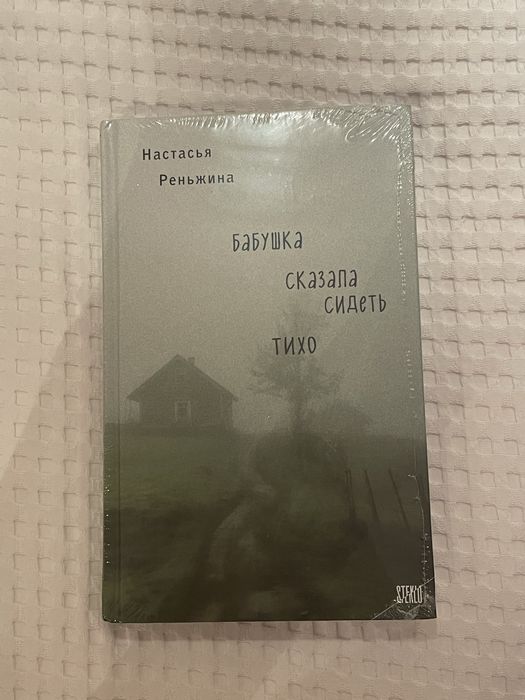 Настасья
Реньжина
БАБУШКА
СКАЗАЛА
СИДЕТЬ
ТИХО
STEKLO